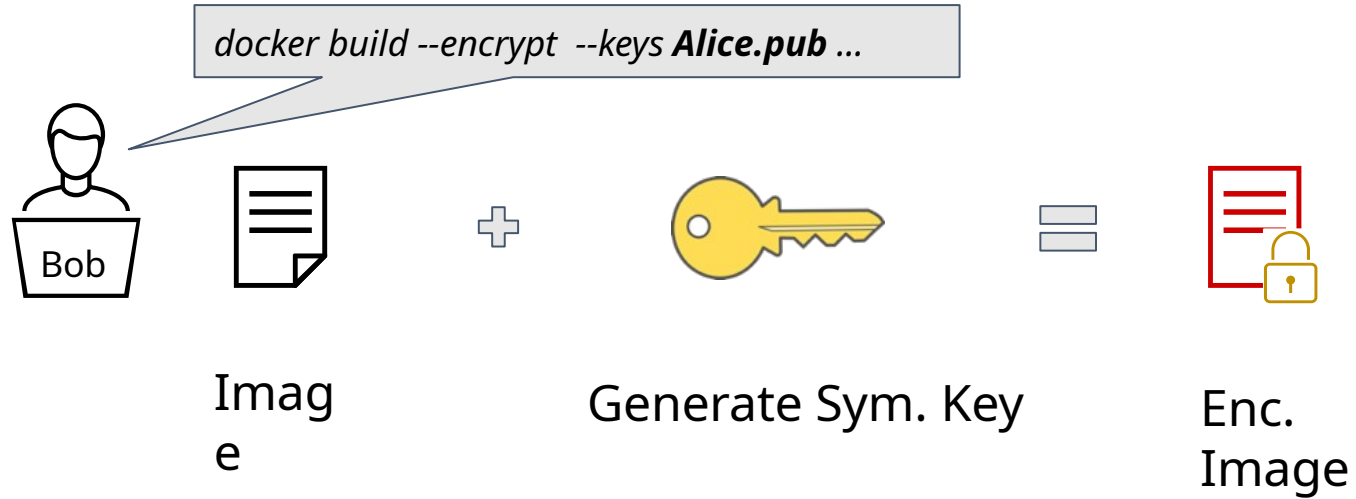 docker build --encrypt --keys Alice.pub ...
Bob
Imag
e
Generate Sym. Key
Enc.
Image